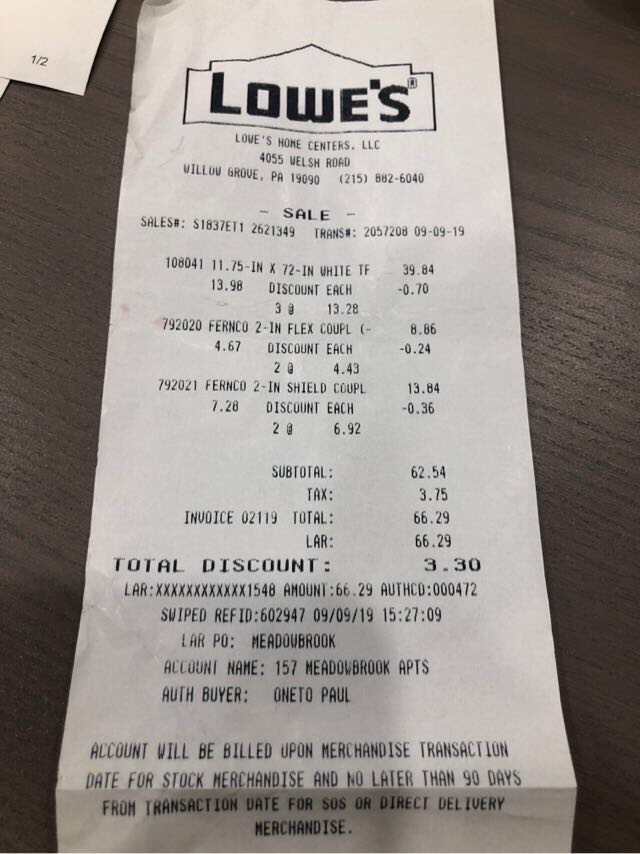 1/2
LOWE'S®
LOWE'S HOME CENTERS, LLC
4055 WELSH ROAD
WILLOW GROVE, PA 19090 (215) 882-6040
- SALE -
SALES#: S1837ET1 2621349 TRANS#: 2057208 09-09-19
108041 11.75-IN X 72-IN WHITE TF 39.84
13.98 DISCOUNT EACH -0.70
3 @ 13.28
792020 FERNCO 2-IN FLEX COUPL (- 8.86
4.67 DISCOUNT EACH -0.24
2 @ 4.43
792021 FERNCO 2-IN SHIELD COUPL 13.84
7.28 DISCOUNT EACH -0.36
2 @ 6.92
SUBTOTAL: 62.54
TAX: 3.75
INVOICE 02119 TOTAL: 66.29
LAR: 66.29
TOTAL DISCOUNT: 3.30
LAR:XXXXXXXXXXXX1548 AMOUNT:66.29 AUTHCD:000472
SWIPED REFID:602947 09/09/19 15:27:09
LAR PO: MEADOWBROOK
ACCOUNT NAME: 157 MEADOWBROOK APTS
AUTH BUYER: ONETO PAUL
ACCOUNT WILL BE BILLED UPON MERCHANDISE TRANSACTION
DATE FOR STOCK MERCHANDISE AND NO LATER THAN 90 DAYS
FROM TRANSACTION DATE FOR SOS OR DIRECT DELIVERY
MERCHANDISE.